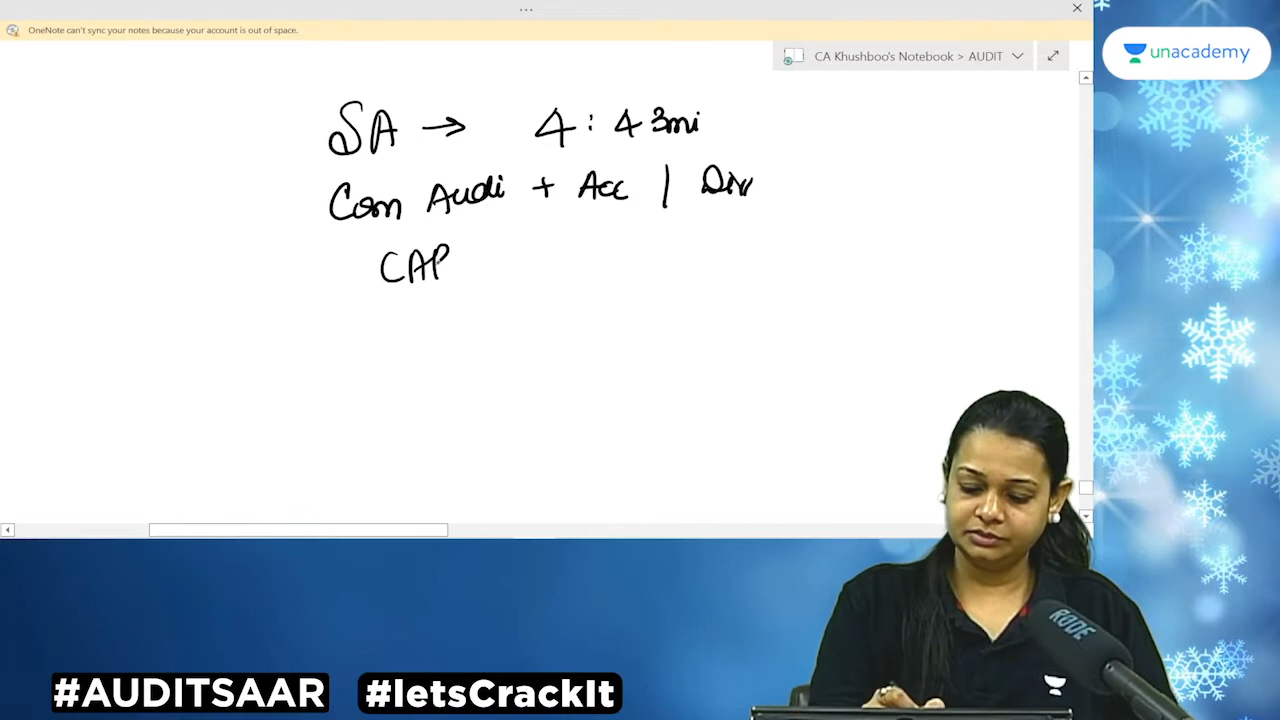 OneNote can't sync your notes because your account is out of space.
unacademy
CA Khushboo's Notebook > AUDIT
SA → 4:43mi
Com Audi + Acc | Div
CAP
RODE
#AUDITSAAR #letsCrackIt